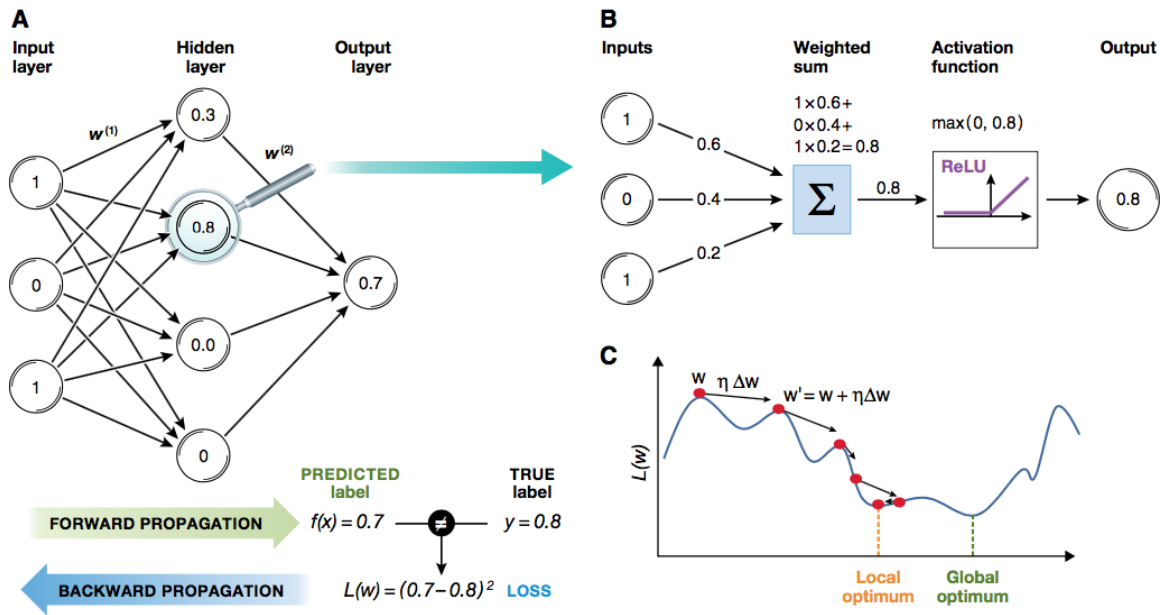 A
Input
layer
Hidden
layer
Output
layer
w(1)
w(2)
1
0
1
0.3
0.8
0.0
0
0.7
FORWARD PROPAGATION
BACKWARD PROPAGATION
PREDICTED
label
TRUE
label
f(x) = 0.7
≠
y = 0.8
L(w) = (0.7 – 0.8)² LOSS
B
Inputs
Weighted
sum
Activation
function
Output
1
0
1
0.6
0.4
0.2
1 × 0.6 +
0 × 0.4 +
1 × 0.2 = 0.8
Σ
0.8
max(0, 0.8)
ReLU
0.8
C
L(w)
w
η Δw
w' = w + ηΔw
Local
optimum
Global
optimum